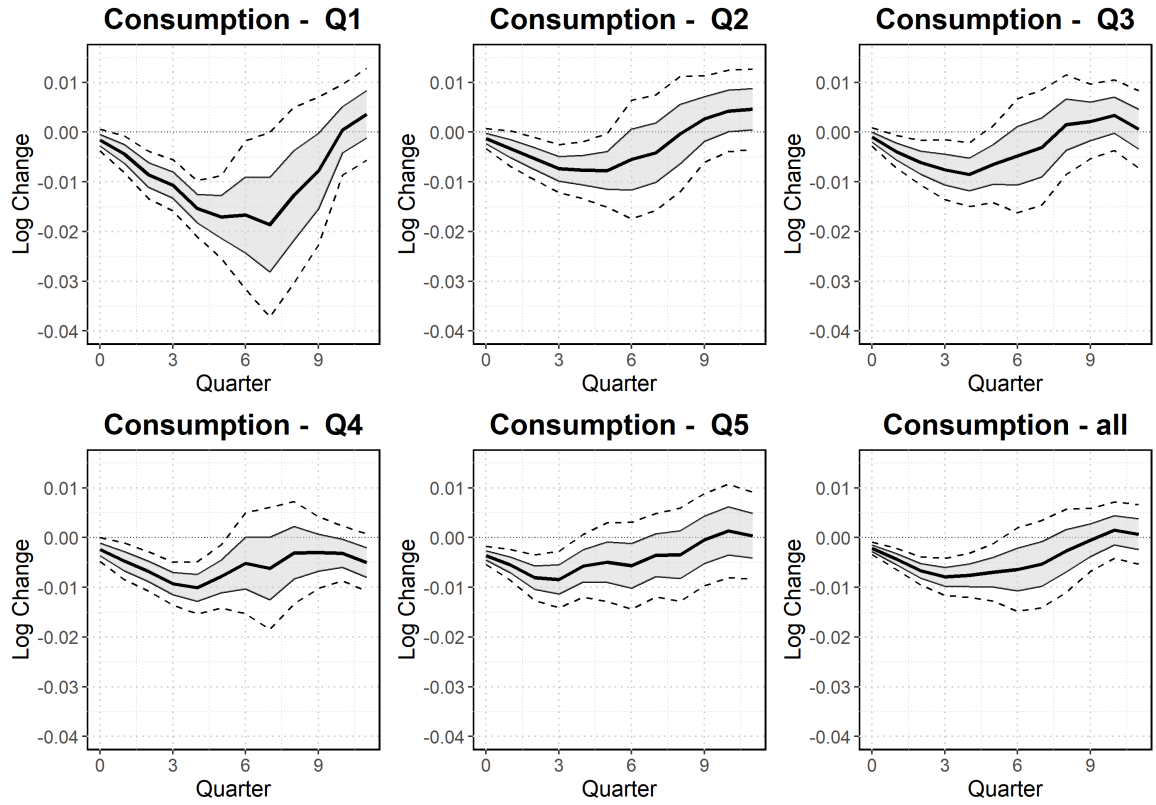 Consumption -  Q1
Log Change
0.01
0.00
-0.01
-0.02
-0.03
-0.04
0 3 6 9
Quarter
Consumption -  Q2
Log Change
0.01
0.00
-0.01
-0.02
-0.03
-0.04
0 3 6 9
Quarter
Consumption -  Q3
Log Change
0.01
0.00
-0.01
-0.02
-0.03
-0.04
0 3 6 9
Quarter
Consumption -  Q4
Log Change
0.01
0.00
-0.01
-0.02
-0.03
-0.04
0 3 6 9
Quarter
Consumption -  Q5
Log Change
0.01
0.00
-0.01
-0.02
-0.03
-0.04
0 3 6 9
Quarter
Consumption - all
Log Change
0.01
0.00
-0.01
-0.02
-0.03
-0.04
0 3 6 9
Quarter